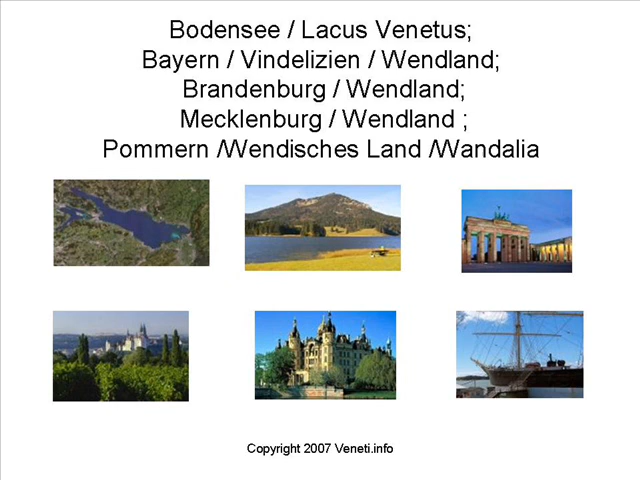 Bodensee / Lacus Venetus;
Bayern / Vindelizien / Wendland;
Brandenburg / Wendland;
Mecklenburg / Wendland ;
Pommern /Wendisches Land /Wandalia
Copyright 2007 Veneti.info